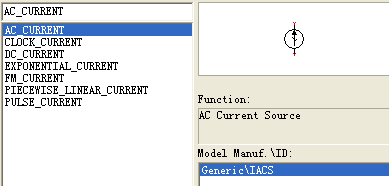 AC_CURRENT
AC_CURRENT
CLOCK_CURRENT
DC_CURRENT
EXPONENTIAL_CURRENT
FM_CURRENT
PIECEWISE_LINEAR_CURRENT
PULSE_CURRENT
Function:
AC Current Source
Model Manuf.\ID:
Generic\IACS